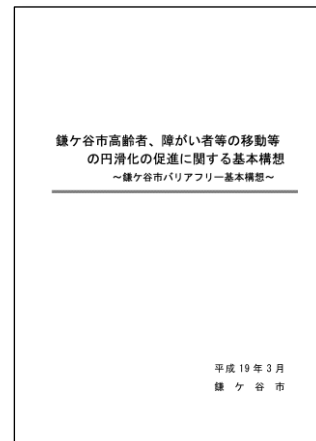 鎌ケ谷市高齢者、障がい者等の移動等
の円滑化の促進に関する基本構想
～鎌ケ谷市バリアフリー基本構想～
平成 19 年 3 月
鎌 ケ 谷 市